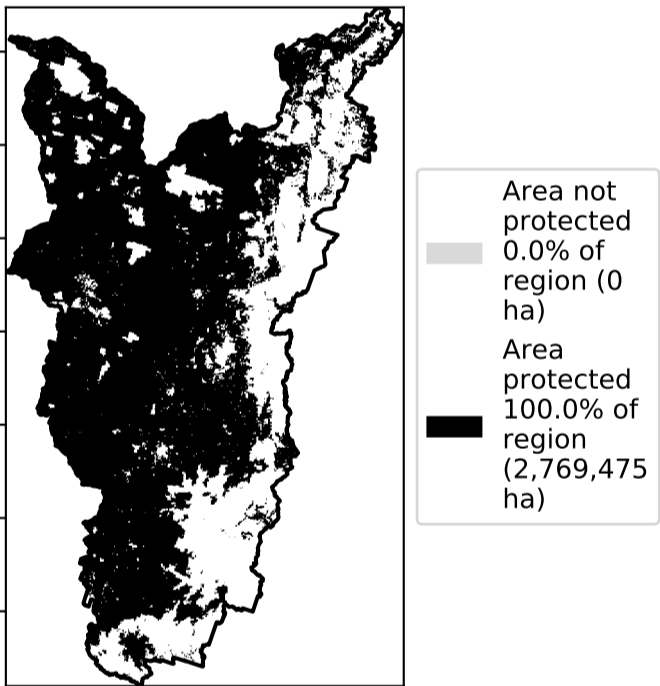 Area not
protected
0.0% of
region (0
ha)
Area
protected
100.0% of
region
(2,769,475
ha)